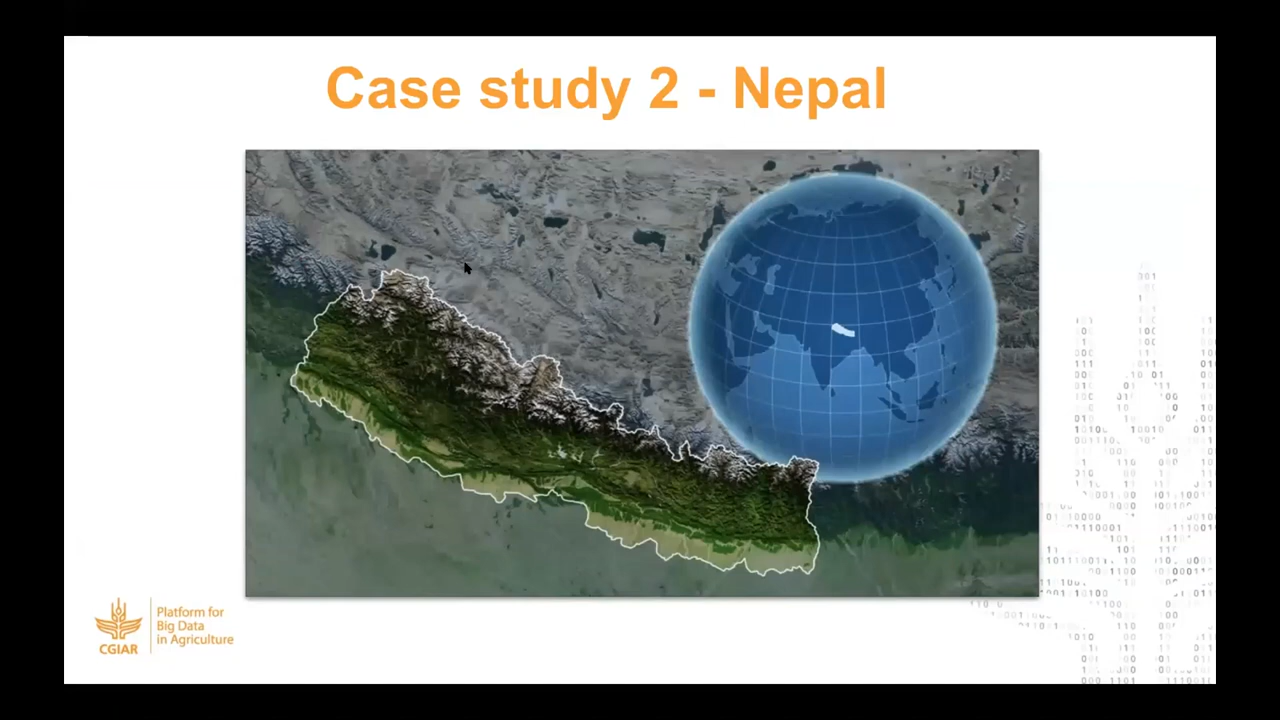 Case study 2 - Nepal
Platform for
Big Data
in Agriculture
CGIAR